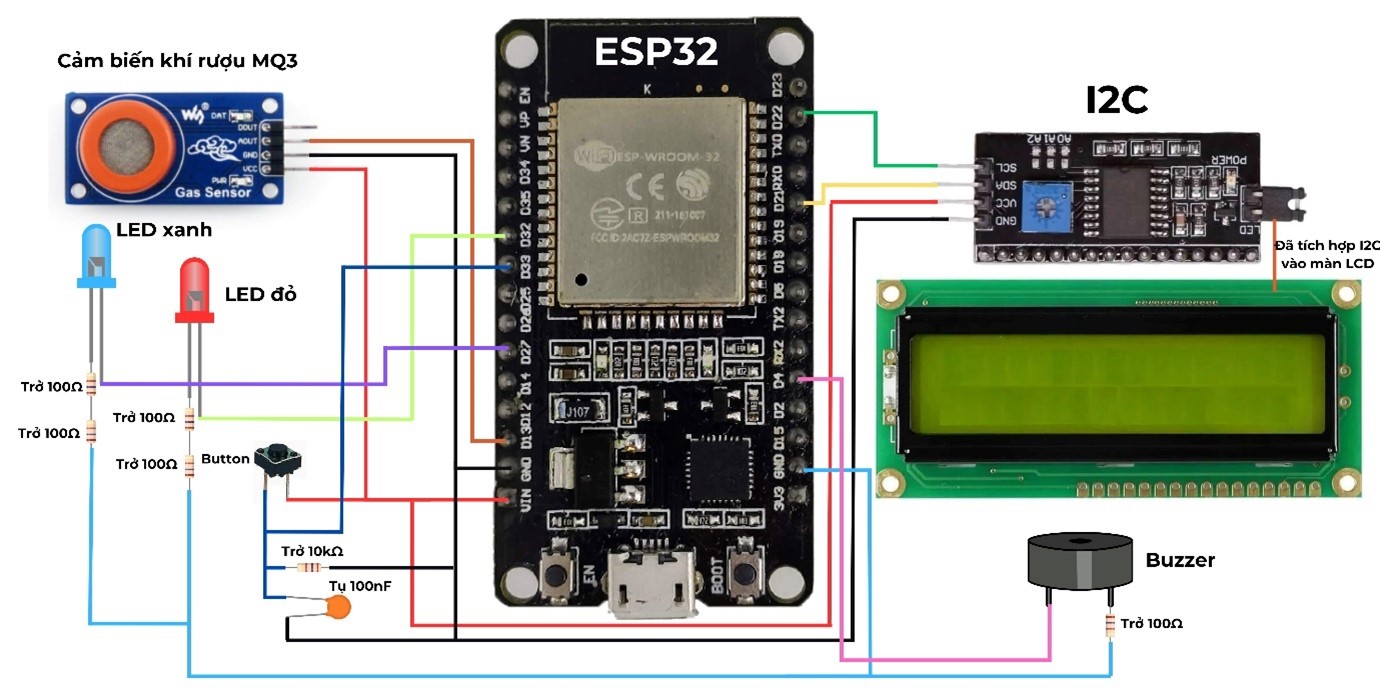 Cảm biến khí rượu MQ3
DAT
DOUT
AOUT
GND
VCC
PWR
Gas Sensor
LED xanh
LED đỏ
Trở 100Ω
Trở 100Ω
Trở 100Ω
Trở 100Ω
Button
Trở 10kΩ
Tụ 100nF
ESP32
K
EN
VP
VN
D34
D35
D32
D33
D25
D26
D27
D14
D12
D13
GND
VIN
D23
D22
TX0
RX0
D21
D19
D18
D5
TX2
RX2
D4
D2
D15
GND
3V3
WiFi ESP-WROOM-32
CE
R 211-161007
FCC ID:2AC7Z-ESPWROOM32
J107
EN
BOOT
I2C
A0 A1 A2
SCL
SDA
VCC
GND
POWER
LED
Đã tích hợp I2C
vào màn LCD
Buzzer
Trở 100Ω